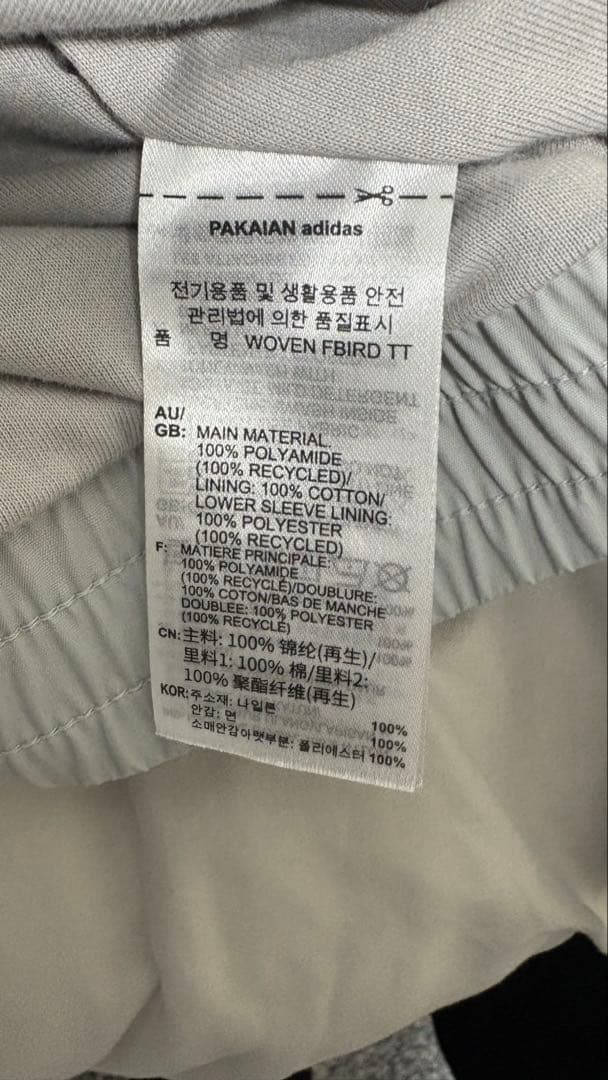 PAKAIAN adidas
전기용품 및 생활용품 안전
관리법에 의한 품질표시
품 명 WOVEN FBIRD TT
AU/
GB: MAIN MATERIAL:
100% POLYAMIDE
(100% RECYCLED)/
LINING: 100% COTTON/
LOWER SLEEVE LINING:
100% POLYESTER
(100% RECYCLED)
F: MATIERE PRINCIPALE:
100% POLYAMIDE
(100% RECYCLÉ)/DOUBLURE:
100% COTON/BAS DE MANCHE
DOUBLEE: 100% POLYESTER
(100% RECYCLÉ)
CN: 主料: 100% 锦纶(再生)/
里料1: 100% 棉/里料2:
100% 聚酯纤维(再生)
KOR: 주소재: 나일론 100%
안감: 면 100%
소매안감아랫부분: 폴리에스터 100%